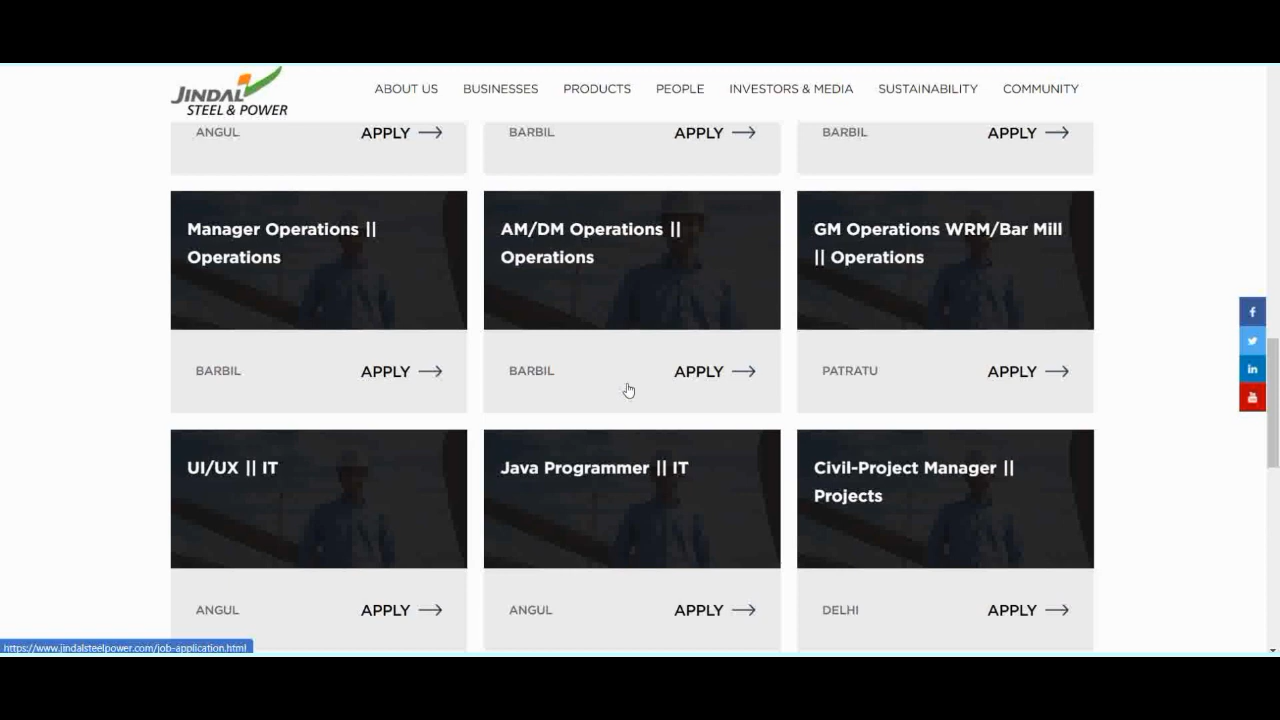 JINDAL
STEEL & POWER
ABOUT US BUSINESSES PRODUCTS PEOPLE INVESTORS & MEDIA SUSTAINABILITY COMMUNITY
ANGUL APPLY BARBIL APPLY BARBIL APPLY
Manager Operations ||
Operations
AM/DM Operations ||
Operations
GM Operations WRM/Bar Mill
|| Operations
BARBIL APPLY BARBIL APPLY PATRATU APPLY
UI/UX || IT
Java Programmer || IT
Civil-Project Manager ||
Projects
ANGUL APPLY ANGUL APPLY DELHI APPLY
https://www.jindalsteelpower.com/job-application.html